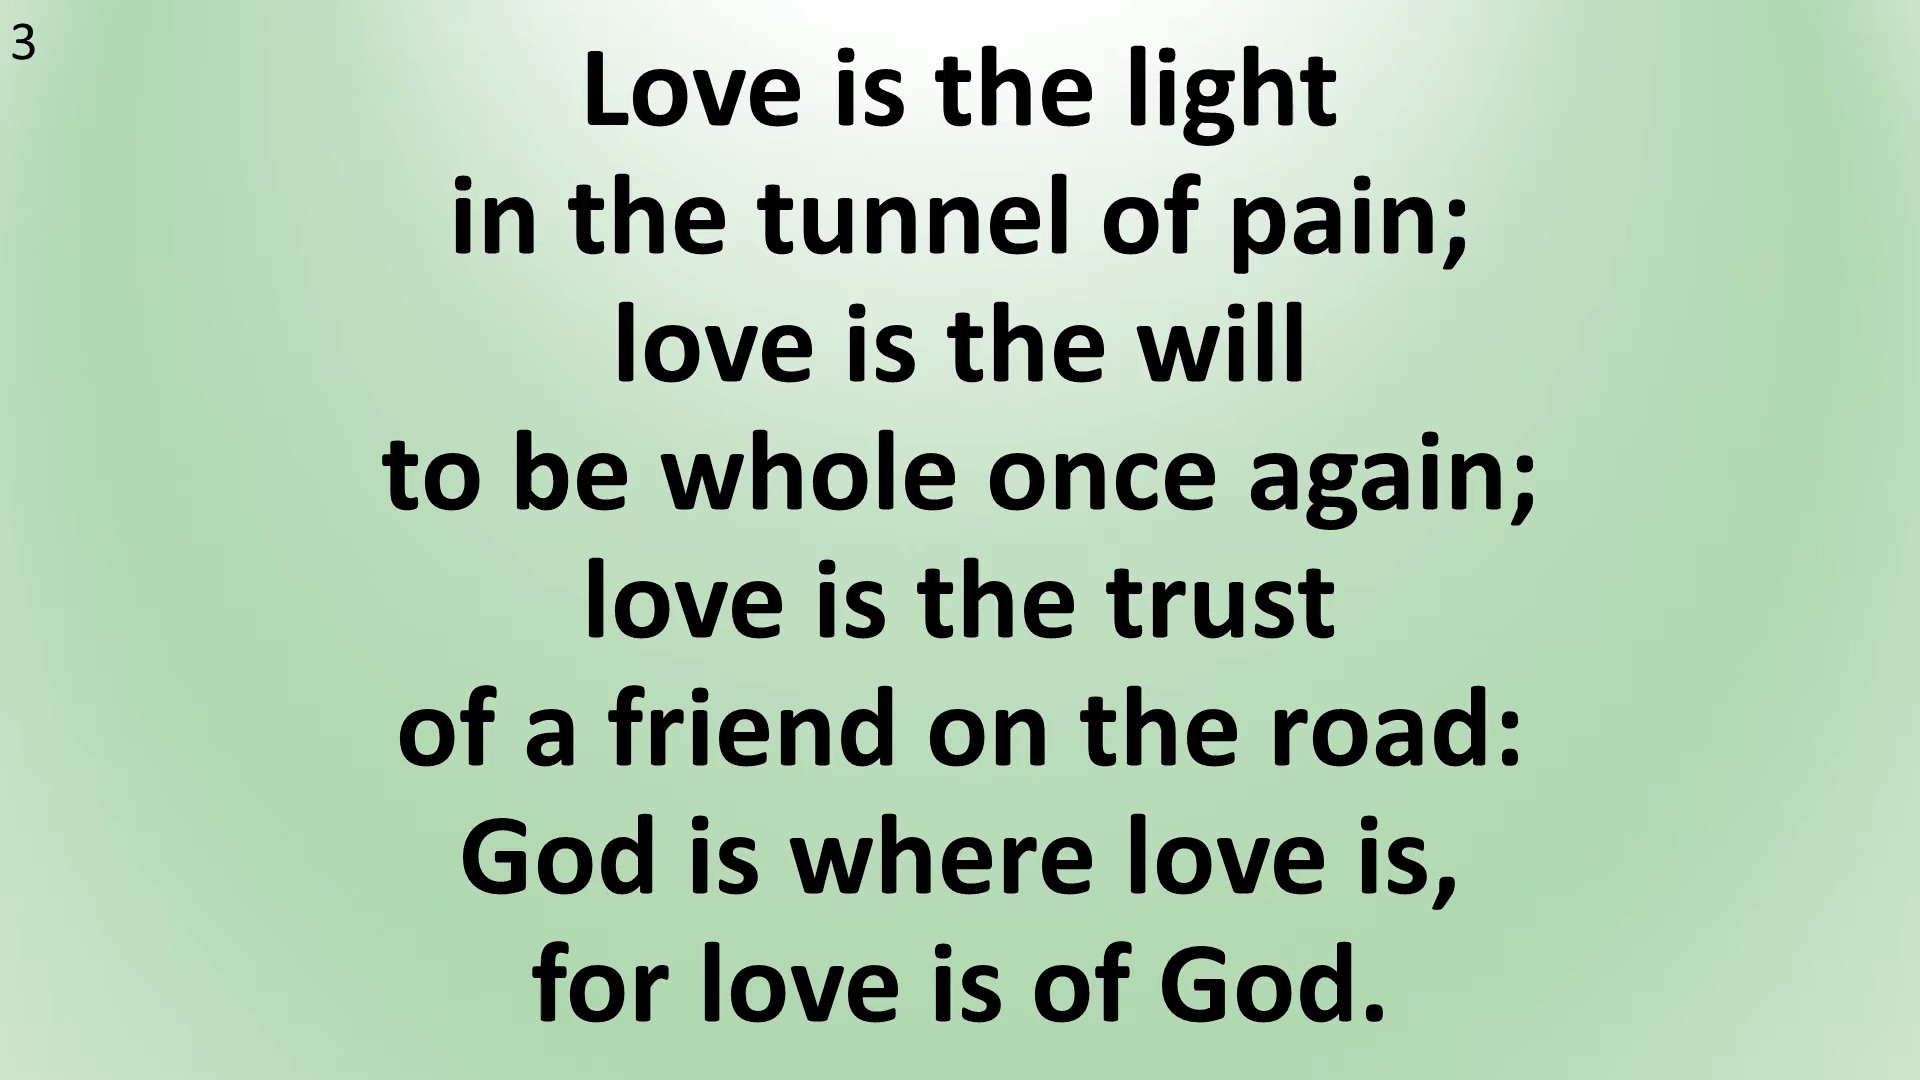 3
Love is the light
in the tunnel of pain;
love is the will
to be whole once again;
love is the trust
of a friend on the road:
God is where love is,
for love is of God.